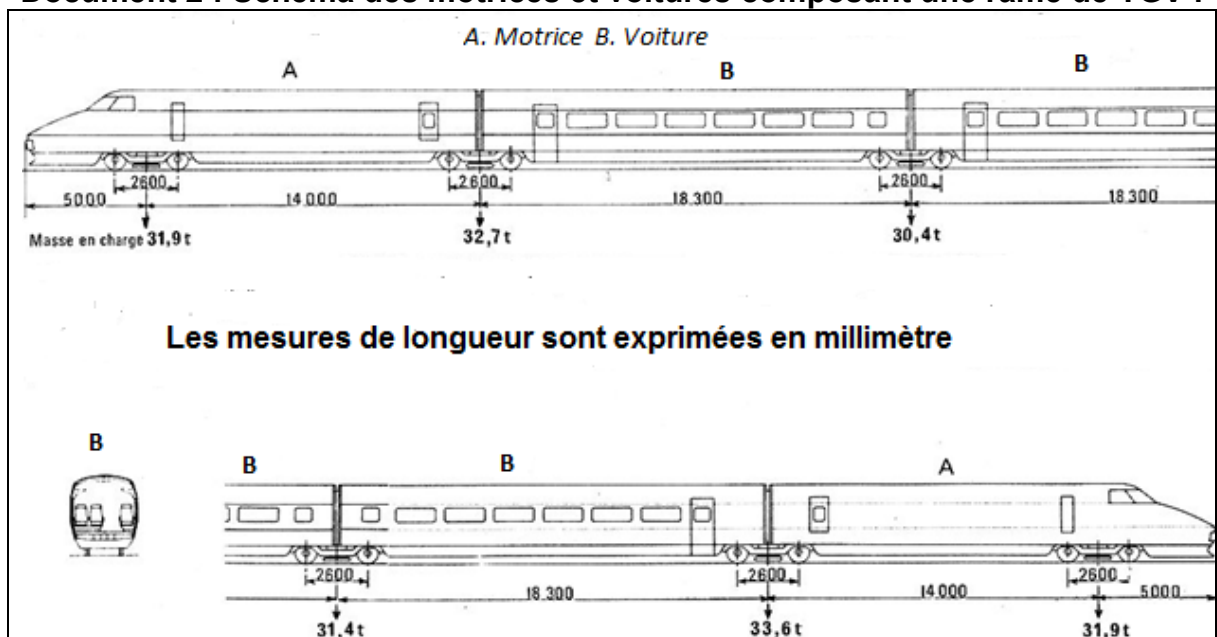 Document 2 : Schéma des motrices et voitures composant une rame de TGV :
A. Motrice B. Voiture
A B B
2600 2600 2600
5000 14 000 18 300 18 300
Masse en charge 31,9 t 32,7 t 30,4 t
Les mesures de longueur sont exprimées en millimètre
B B B A
2600 2600 2600
18 300 14 000 5000
31,4 t 33,6 t 31,9 t